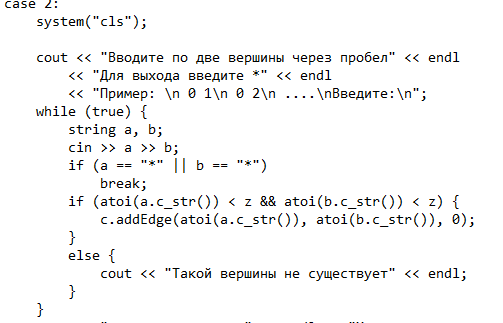 case 2:
system("cls");
cout << "Вводите по две вершины через пробел" << endl
<< "Для выхода введите *" << endl
<< "Пример: \n 0 1\n 0 2\n ....\nВведите:\n";
while (true) {
string a, b;
cin >> a >> b;
if (a == "*" || b == "*")
break;
if (atoi(a.c_str()) < z && atoi(b.c_str()) < z) {
c.addEdge(atoi(a.c_str()), atoi(b.c_str()), 0);
}
else {
cout << "Такой вершины не существует" << endl;
}
}